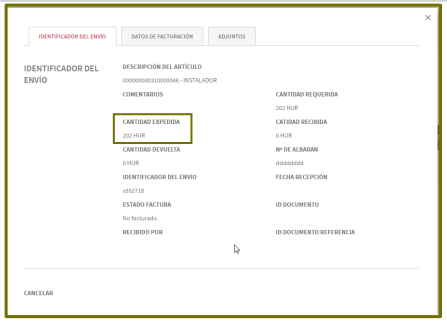 ×
IDENTIFICADOR DEL ENVIO
DATOS DE FACTURACIÓN
ADJUNTOS
IDENTIFICADOR DEL
ENVÍO
DESCRIPCIÓN DEL ARTÍCULO
000000000310000048 - INSTALADOR
COMENTARIOS
CANTIDAD REQUERIDA
202 HUR
CANTIDAD EXPEDIDA
202 HUR
CATIDAD RECIBIDA
0 HUR
CANTIDAD DEVUELTA
0 HUR
Nº DE ALBARAN
dddddddd
IDENTIFICADOR DEL ENVIO
s552718
FECHA RECEPCIÓN
ESTADO FACTURA
No facturado
ID DOCUMENTO
RECIBIDO POR
ID DOCUMENTO REFERENCIA
CANCELAR